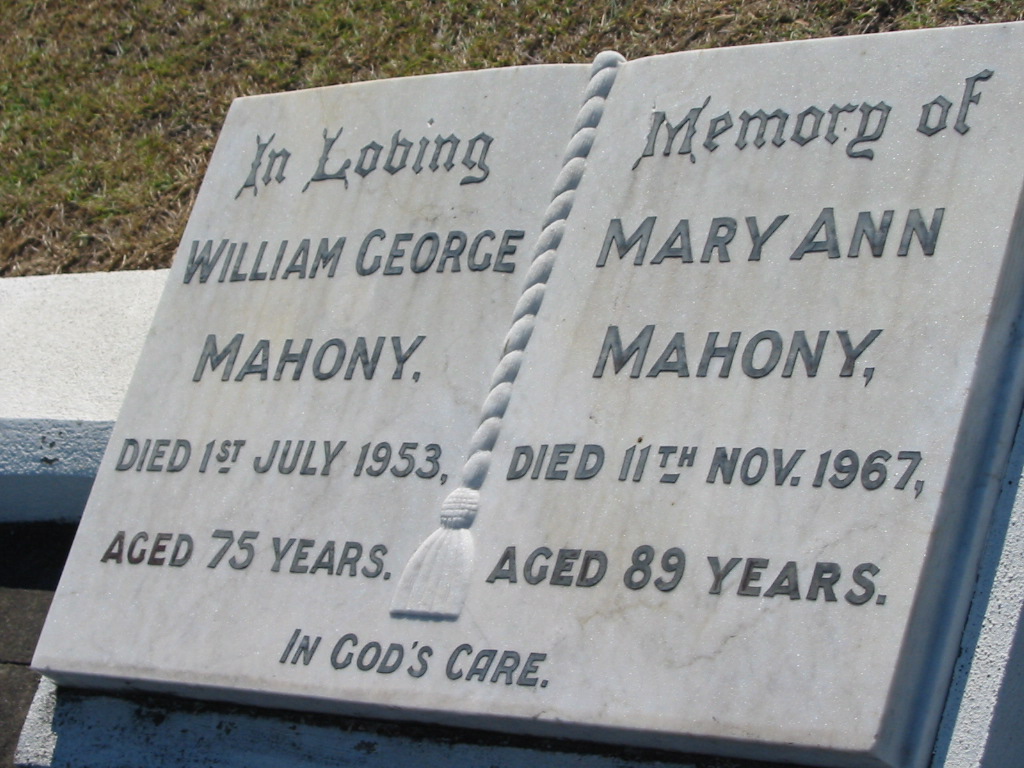 In Loving Memory of
WILLIAM GEORGE
MAHONY,
DIED 1ST JULY 1953,
AGED 75 YEARS.
MARY ANN
MAHONY,
DIED 11TH NOV. 1967,
AGED 89 YEARS.
IN GOD'S CARE.